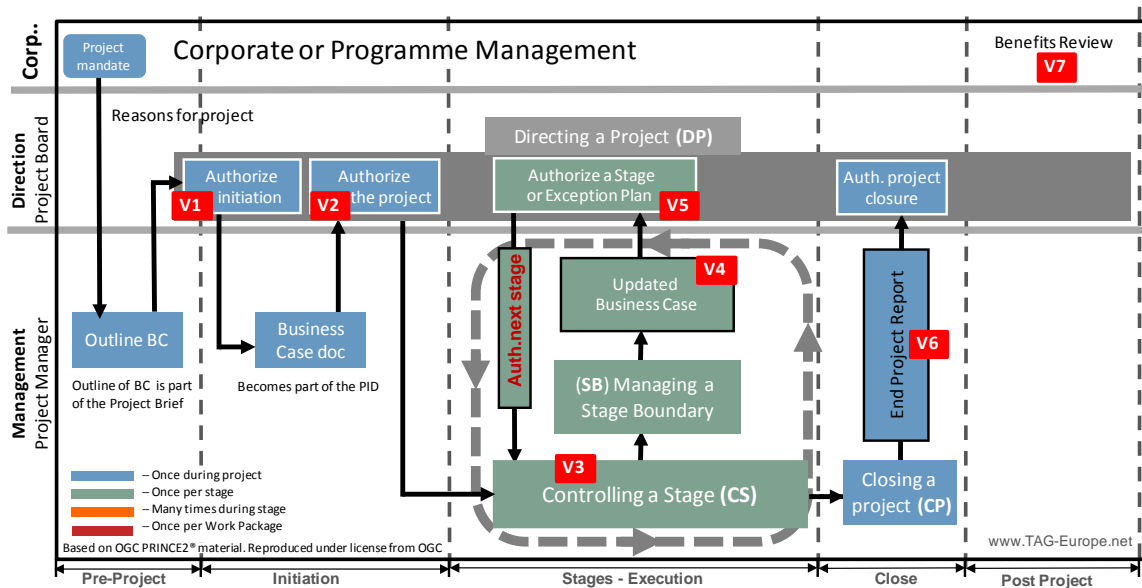 Corp..
Project
mandate
Corporate or Programme Management
Benefits Review
V7
Reasons for project
Direction
Project Board
Directing a Project (DP)
Authorize
initiation
V1
Authorize
the project
V2
Authorize a Stage
or Exception Plan
V5
Auth. project
closure
Management
Project Manager
Outline BC
Outline of BC is part
of the Project Brief
Business
Case doc
Becomes part of the PID
Auth.next stage
Updated
Business Case
V4
(SB) Managing a
Stage Boundary
V3
Controlling a Stage (CS)
End Project Report
V6
Closing a
project (CP)
– Once during project
– Once per stage
– Many times during stage
– Once per Work Package
Based on OGC PRINCE2® material. Reproduced under license from OGC
www.TAG-Europe.net
Pre-Project
Initiation
Stages - Execution
Close
Post Project